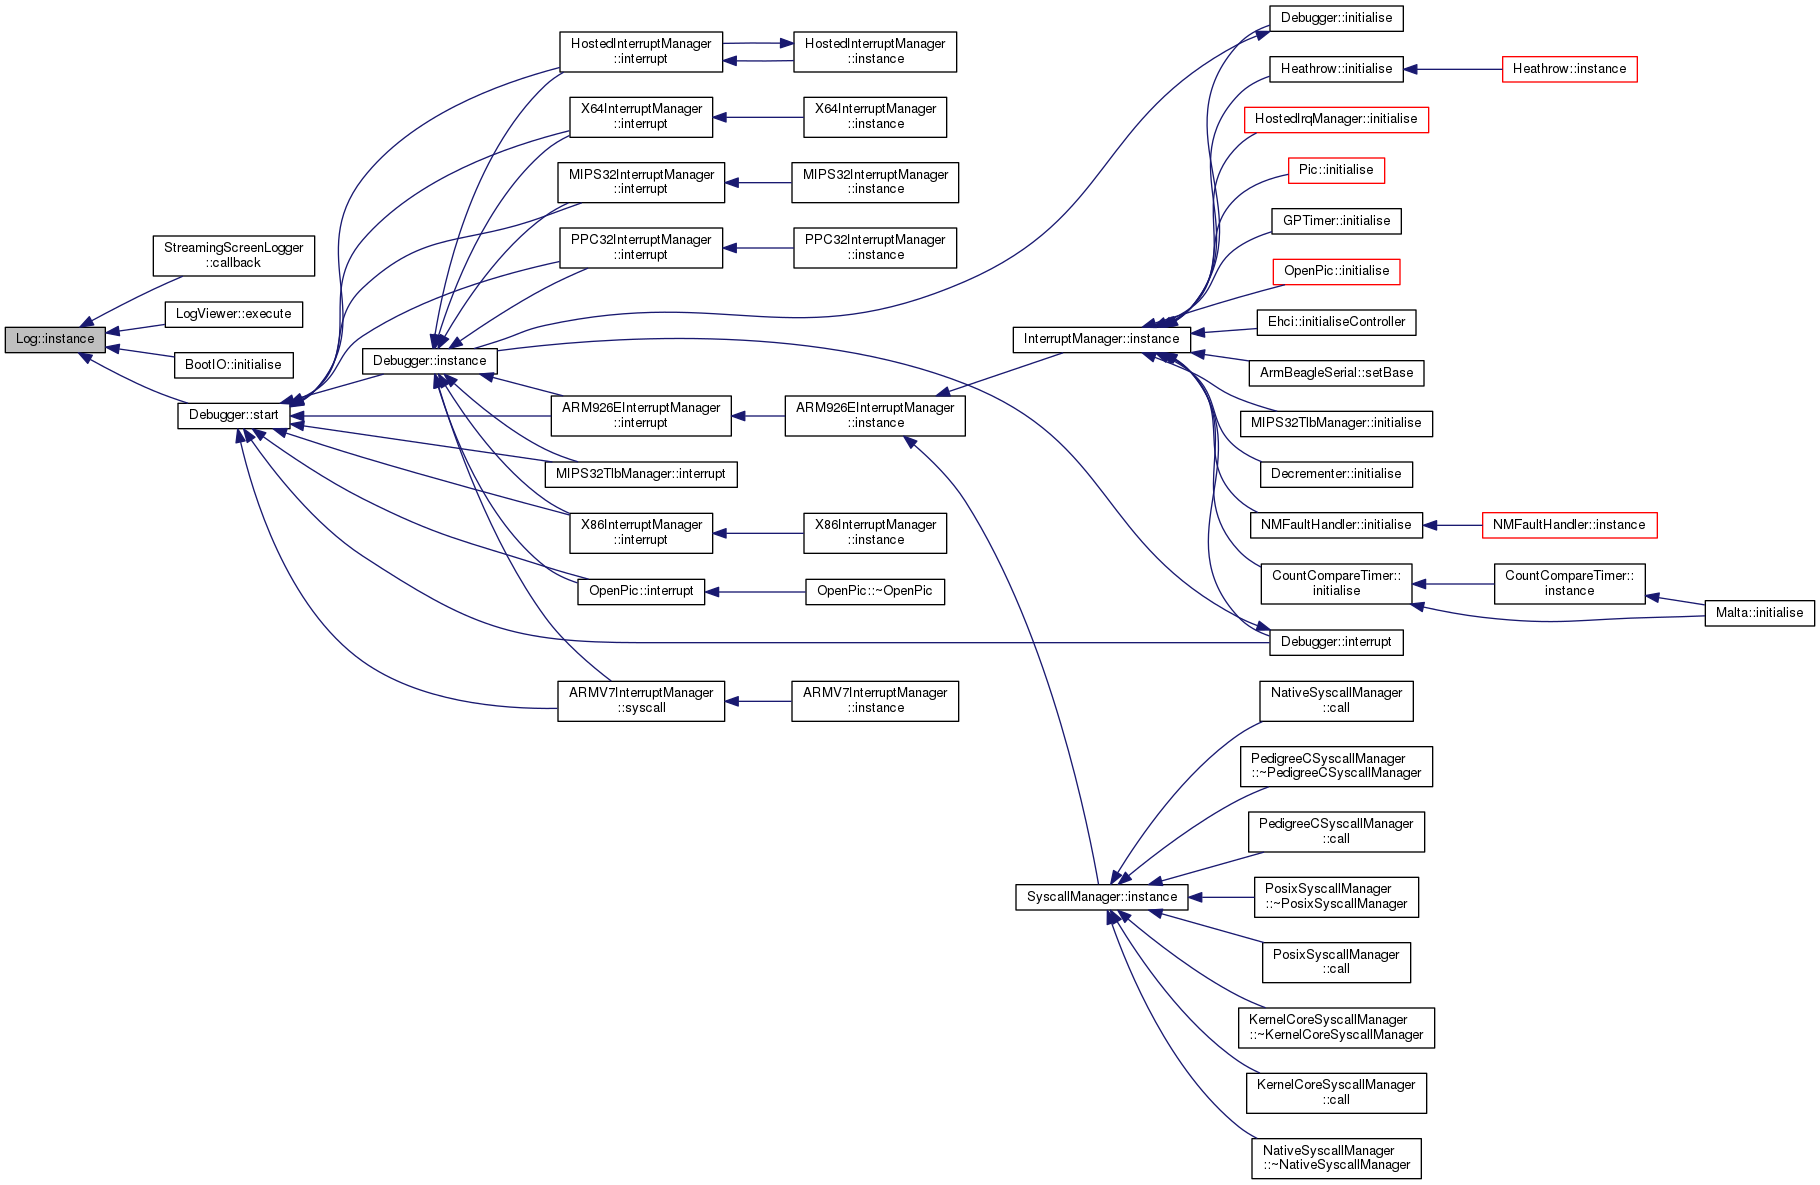 Log::instance
StreamingScreenLogger
::callback
LogViewer::execute
BootIO::initialise
Debugger::start
HostedInterruptManager
::interrupt
X64InterruptManager
::interrupt
MIPS32InterruptManager
::interrupt
PPC32InterruptManager
::interrupt
Debugger::instance
ARM926EInterruptManager
::interrupt
MIPS32TlbManager::interrupt
X86InterruptManager
::interrupt
OpenPic::interrupt
ARMV7InterruptManager
::syscall
HostedInterruptManager
::instance
X64InterruptManager
::instance
MIPS32InterruptManager
::instance
PPC32InterruptManager
::instance
ARM926EInterruptManager
::instance
X86InterruptManager
::instance
OpenPic::~OpenPic
ARMV7InterruptManager
::instance
InterruptManager::instance
SyscallManager::instance
Debugger::initialise
Heathrow::initialise
Heathrow::instance
HostedIrqManager::initialise
Pic::initialise
GPTimer::initialise
OpenPic::initialise
Ehci::initialiseController
ArmBeagleSerial::setBase
MIPS32TlbManager::initialise
Decrementer::initialise
NMFaultHandler::initialise
NMFaultHandler::instance
CountCompareTimer::
initialise
CountCompareTimer::
instance
Malta::initialise
Debugger::interrupt
NativeSyscallManager
::call
PedigreeCSyscallManager
::~PedigreeCSyscallManager
PedigreeCSyscallManager
::call
PosixSyscallManager
::~PosixSyscallManager
PosixSyscallManager
::call
KernelCoreSyscallManager
::~KernelCoreSyscallManager
KernelCoreSyscallManager
::call
NativeSyscallManager
::~NativeSyscallManager